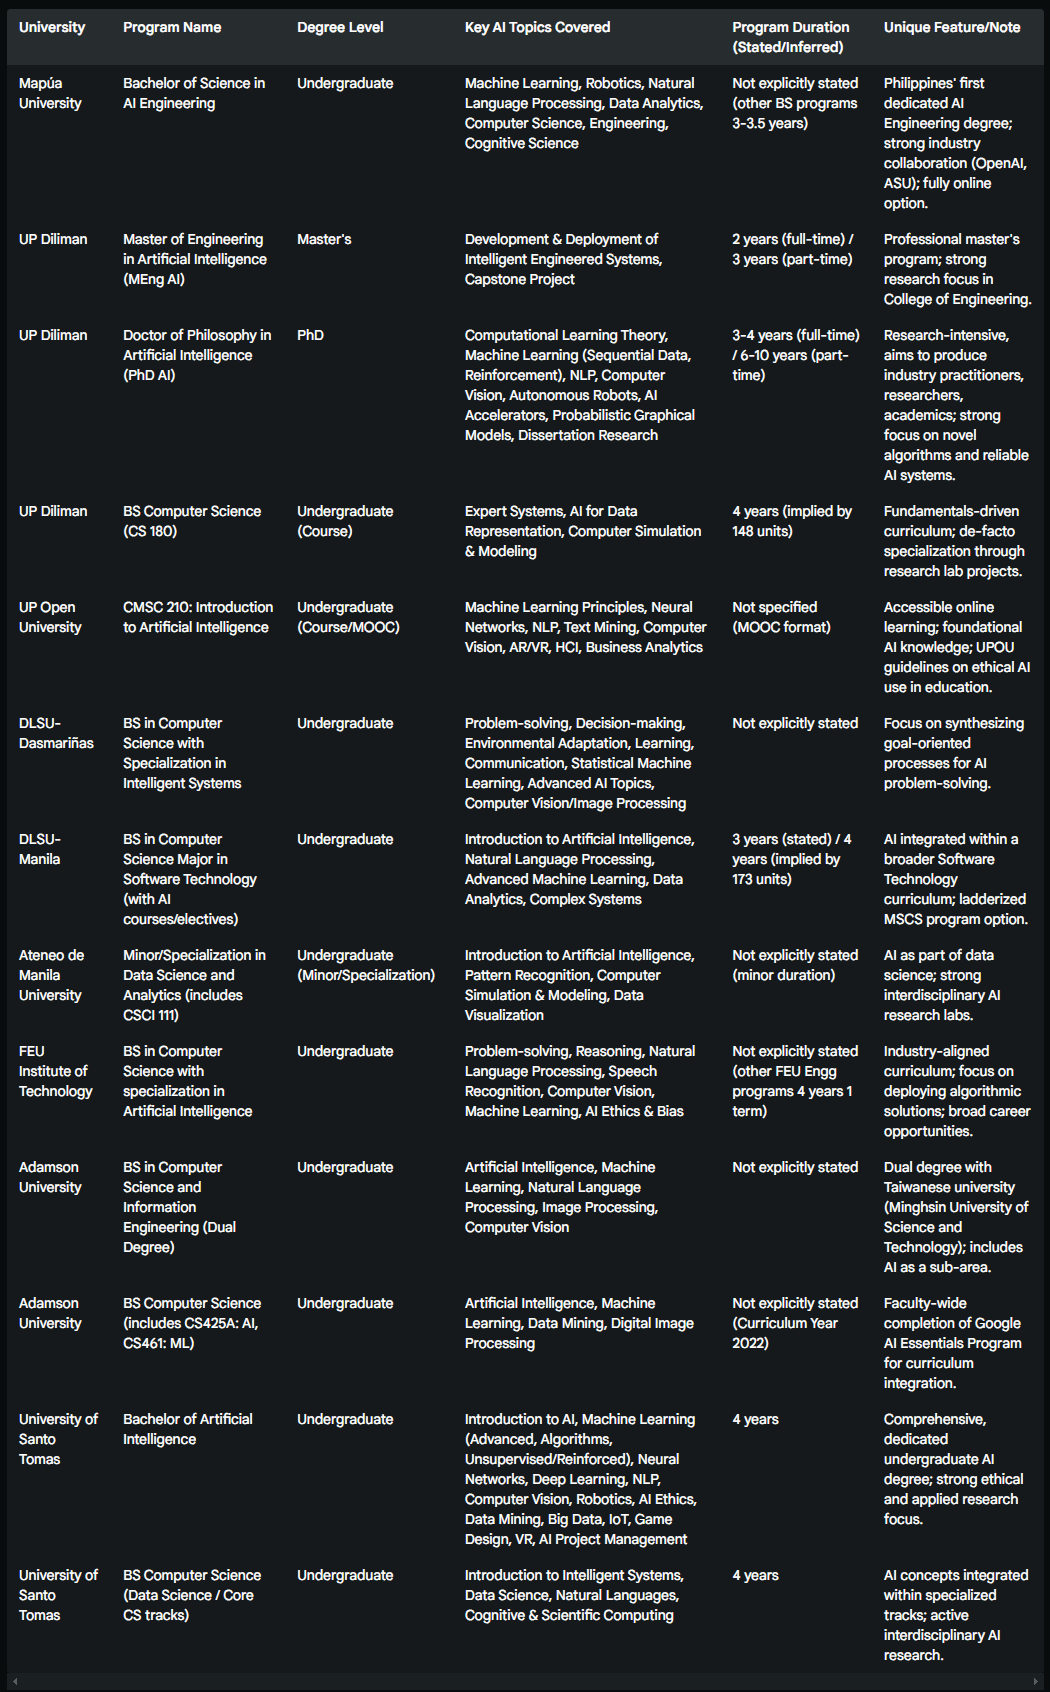 University Program Name Degree Level Key AI Topics Covered Program Duration (Stated/Inferred) Unique Feature/Note
Mapúa University
Bachelor of Science in AI Engineering
Undergraduate
Machine Learning, Robotics, Natural
Language Processing, Data Analytics,
Computer Science, Engineering,
Cognitive Science
Not explicitly stated
(other BS programs
3-3.5 years)
Philippines' first
dedicated AI
Engineering degree;
strong industry
collaboration (OpenAI,
ASU); fully online
option.
UP Diliman
Master of Engineering
in Artificial Intelligence
(MEng AI)
Master's
Development & Deployment of
Intelligent Engineered Systems,
Capstone Project
2 years (full-time) /
3 years (part-time)
Professional master's
program; strong
research focus in
College of Engineering.
UP Diliman
Doctor of Philosophy in
Artificial Intelligence
(PhD AI)
PhD
Computational Learning Theory,
Machine Learning (Sequential Data,
Reinforcement), NLP, Computer
Vision, Autonomous Robots, AI
Accelerators, Probabilistic Graphical
Models, Dissertation Research
3-4 years (full-time)
/ 6-10 years (part-
time)
Research-intensive,
aims to produce
industry practitioners,
researchers,
academics; strong
focus on novel
algorithms and reliable
AI systems.
UP Diliman
BS Computer Science
(CS 180)
Undergraduate
(Course)
Expert Systems, AI for Data
Representation, Computer Simulation
& Modeling
4 years (implied by
148 units)
Fundamentals-driven
curriculum; de-facto
specialization through
research lab projects.
UP Open
University
CMSC 210: Introduction
to Artificial Intelligence
Undergraduate
(Course/MOOC)
Machine Learning Principles, Neural
Networks, NLP, Text Mining, Computer
Vision, AR/VR, HCI, Business Analytics
Not specified
(MOOC format)
Accessible online
learning; foundational
AI knowledge; UPOU
guidelines on ethical AI
use in education.
DLSU-
Dasmariñas
BS in Computer
Science with
Specialization in
Intelligent Systems
Undergraduate
Problem-solving, Decision-making,
Environmental Adaptation, Learning,
Communication, Statistical Machine
Learning, Advanced AI Topics,
Computer Vision/Image Processing
Not explicitly stated
Focus on synthesizing
goal-oriented
processes for AI
problem-solving.
DLSU-
Manila
BS in Computer
Science Major in
Software Technology
(with AI
courses/electives)
Undergraduate
Introduction to Artificial Intelligence,
Natural Language Processing,
Advanced Machine Learning, Data
Analytics, Complex Systems
3 years (stated) / 4
years (implied by
173 units)
AI integrated within a
broader Software
Technology
curriculum; ladderized
MSCS program option.
Ateneo de
Manila
University
Minor/Specialization in
Data Science and
Analytics (includes
CSCI 111)
Undergraduate
(Minor/Specialization)
Introduction to Artificial Intelligence,
Pattern Recognition, Computer
Simulation & Modeling, Data
Visualization
Not explicitly stated
(minor duration)
AI as part of data
science; strong
interdisciplinary AI
research labs.
FEU
Institute of
Technology
BS in Computer
Science with
specialization in
Artificial Intelligence
Undergraduate
Problem-solving, Reasoning, Natural
Language Processing, Speech
Recognition, Computer Vision,
Machine Learning, AI Ethics & Bias
Not explicitly stated
(other FEU Engg
programs 4 years 1
term)
Industry-aligned
curriculum; focus on
deploying algorithmic
solutions; broad career
opportunities.
Adamson
University
BS in Computer
Science and
Information
Engineering (Dual
Degree)
Undergraduate
Artificial Intelligence, Machine
Learning, Natural Language
Processing, Image Processing,
Computer Vision
Not explicitly stated
Dual degree with
Taiwanese university
(Minghsin University of
Science and
Technology); includes
AI as a sub-area.
Adamson
University
BS Computer Science
(includes CS425A: AI,
CS461: ML)
Undergraduate
Artificial Intelligence, Machine
Learning, Data Mining, Digital Image
Processing
Not explicitly stated
(Curriculum Year
2022)
Faculty-wide
completion of Google
AI Essentials Program
for curriculum
integration.
University of
Santo
Tomas
Bachelor of Artificial
Intelligence
Undergraduate
Introduction to AI, Machine Learning
(Advanced, Algorithms,
Unsupervised/Reinforced), Neural
Networks, Deep Learning, NLP,
Computer Vision, Robotics, AI Ethics,
Data Mining, Big Data, IoT, Game
Design, VR, AI Project Management
4 years
Comprehensive,
dedicated
undergraduate AI
degree; strong ethical
and applied research
focus.
University of
Santo
Tomas
BS Computer Science
(Data Science / Core
CS tracks)
Undergraduate
Introduction to Intelligent Systems,
Data Science, Natural Languages,
Cognitive & Scientific Computing
4 years
AI concepts integrated
within specialized
tracks; active
interdisciplinary AI
research.